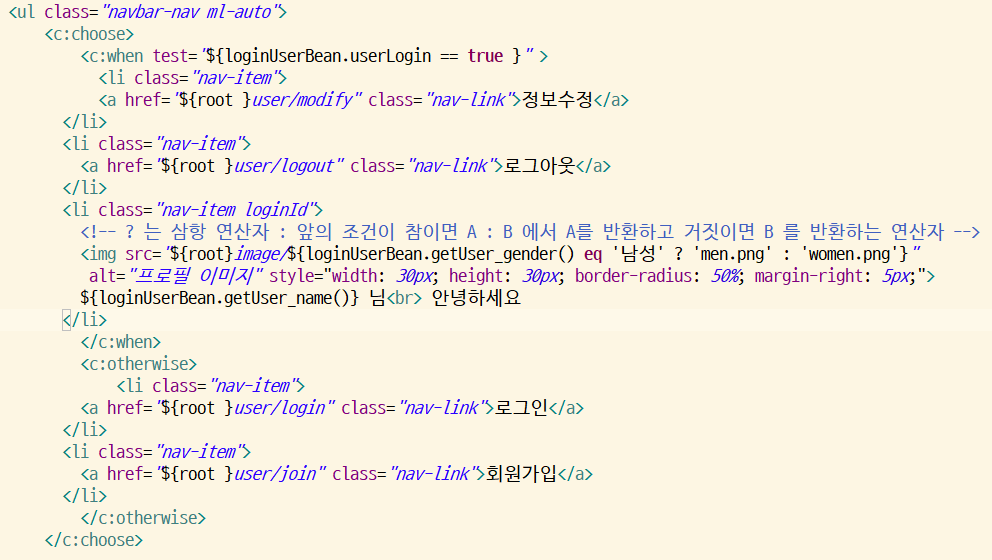 <ul class="navbar-nav ml-auto">
<c:choose>
<c:when test="${loginUserBean.userLogin == true }" >
<li class="nav-item">
<a href="${root }user/modify" class="nav-link">정보수정</a>
</li>
<li class="nav-item">
<a href="${root }user/logout" class="nav-link">로그아웃</a>
</li>
<li class="nav-item loginId">
<!-- ? 는 삼항 연산자 : 앞의 조건이 참이면 A : B 에서 A를 반환하고 거짓이면 B 를 반환하는 연산자 -->
<img src="${root}image/${loginUserBean.getUser_gender() eq '남성' ? 'men.png' : 'women.png'}"
alt="프로필 이미지" style="width: 30px; height: 30px; border-radius: 50%; margin-right: 5px;">
${loginUserBean.getUser_name()} 님<br> 안녕하세요
</li>
</c:when>
<c:otherwise>
<li class="nav-item">
<a href="${root }user/login" class="nav-link">로그인</a>
</li>
<li class="nav-item">
<a href="${root }user/join" class="nav-link">회원가입</a>
</li>
</c:otherwise>
</c:choose>